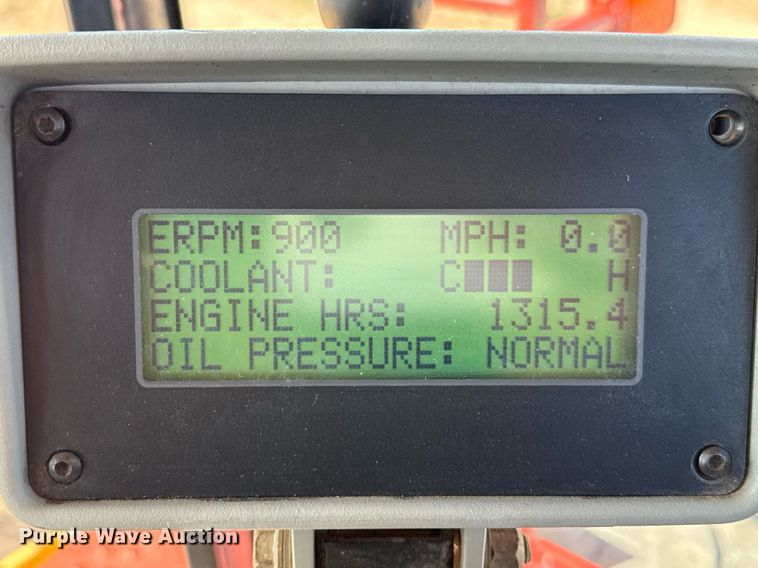 ERPM:900 MPH: 0.0
COOLANT: C H
ENGINE HRS: 1315.4
OIL PRESSURE: NORMAL
Purple Wave Auction